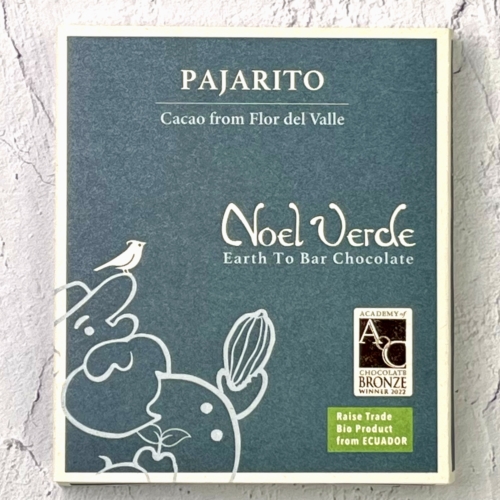 PAJARITO
Cacao from Flor del Valle
Noel Verde
Earth To Bar Chocolate
ACADEMY of
AOC
CHOCOLATE
BRONZE
WINNER 2022
Raise Trade
Bio Product
from ECUADOR